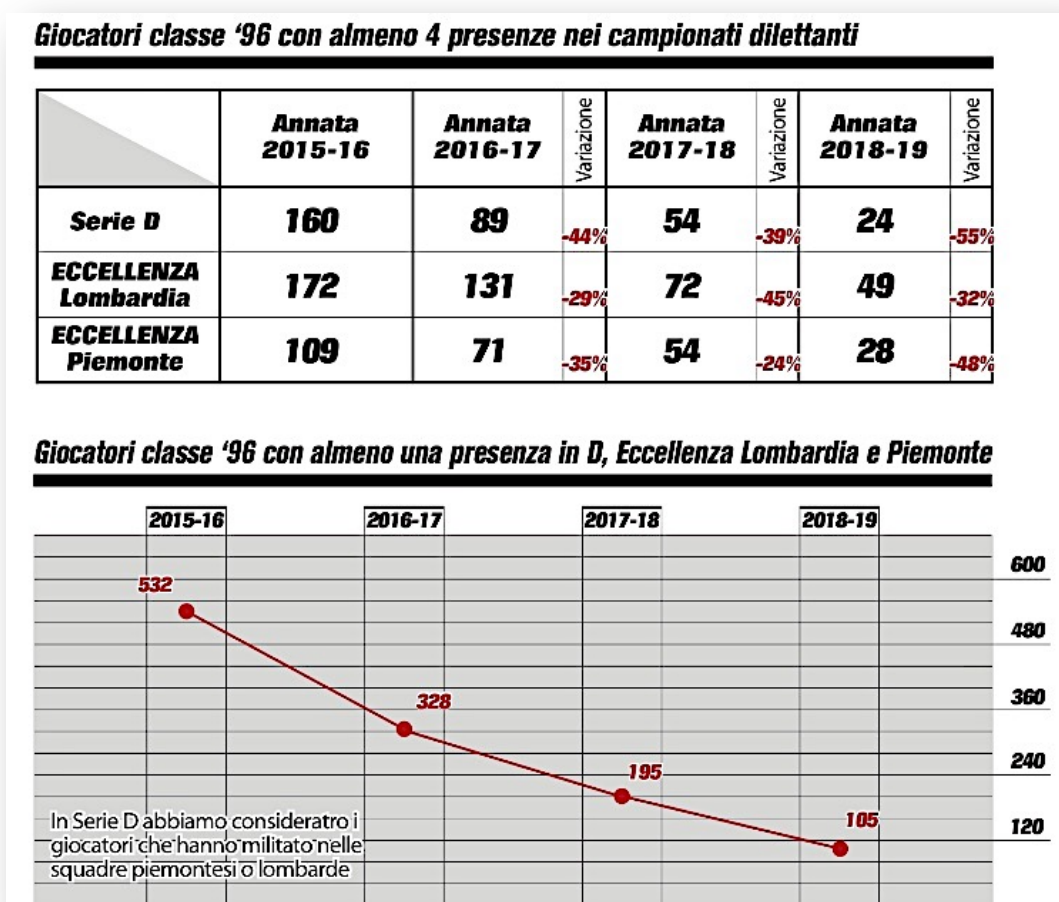 Giocatori classe ‘96 con almeno 4 presenze nei campionati dilettanti
Annata
2015-16
Annata
2016-17
Variazione
Annata
2017-18
Variazione
Annata
2018-19
Variazione
Serie D
160
89
-44%
54
-39%
24
-55%
ECCELLENZA
Lombardia
172
131
-29%
72
-45%
49
-32%
ECCELLENZA
Piemonte
109
71
-35%
54
-24%
28
-48%
Giocatori classe ‘96 con almeno una presenza in D, Eccellenza Lombardia e Piemonte
2015-16
2016-17
2017-18
2018-19
600
532
480
360
328
240
195
120
105
In Serie D abbiamo consideratro i
giocatori che hanno militato nelle
squadre piemontesi o lombarde